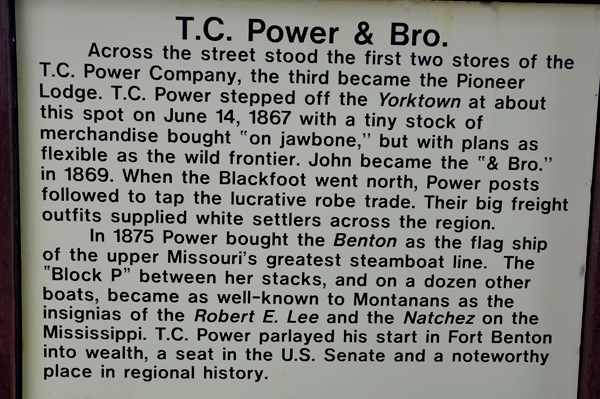 T.C. Power & Bro.
Across the street stood the first two stores of the
T.C. Power Company, the third became the Pioneer
Lodge. T.C. Power stepped off the Yorktown at about
this spot on June 14, 1867 with a tiny stock of
merchandise bought "on jawbone," but with plans as
flexible as the wild frontier. John became the "& Bro."
in 1869. When the Blackfoot went north, Power posts
followed to tap the lucrative robe trade. Their big freight
outfits supplied white settlers across the region.
In 1875 Power bought the Benton as the flag ship
of the upper Missouri's greatest steamboat line. The
"Block P" between her stacks, and on a dozen other
boats, became as well-known to Montanans as the
insignias of the Robert E. Lee and the Natchez on the
Mississippi. T.C. Power parlayed his start in Fort Benton
into wealth, a seat in the U.S. Senate and a noteworthy
place in regional history.